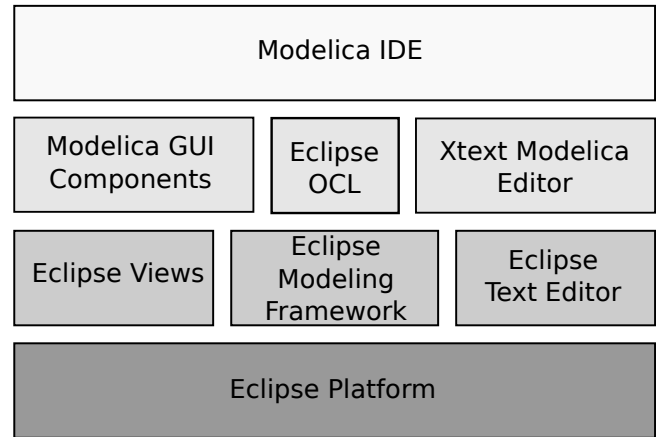 Modelica IDE
Modelica GUI
Components
Eclipse
OCL
Xtext Modelica
Editor
Eclipse Views
Eclipse
Modeling
Framework
Eclipse
Text Editor
Eclipse Platform